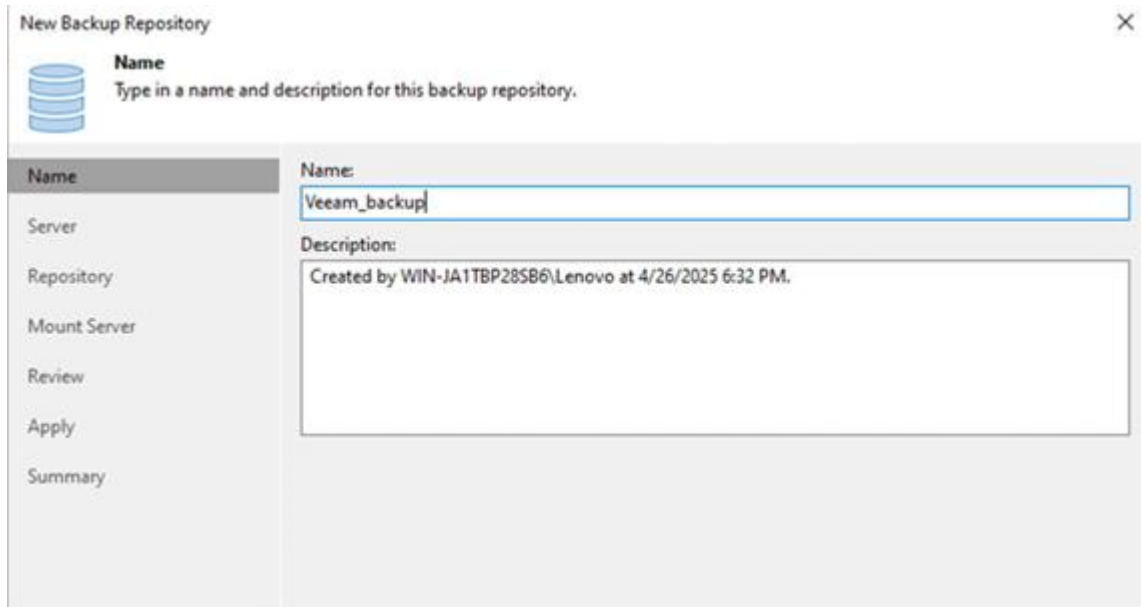 New Backup Repository
Name
Type in a name and description for this backup repository.
Name
Server
Repository
Mount Server
Review
Apply
Summary
Name:
Veeam_backup
Description:
Created by WIN-JA1TBP28SB6\Lenovo at 4/26/2025 6:32 PM.